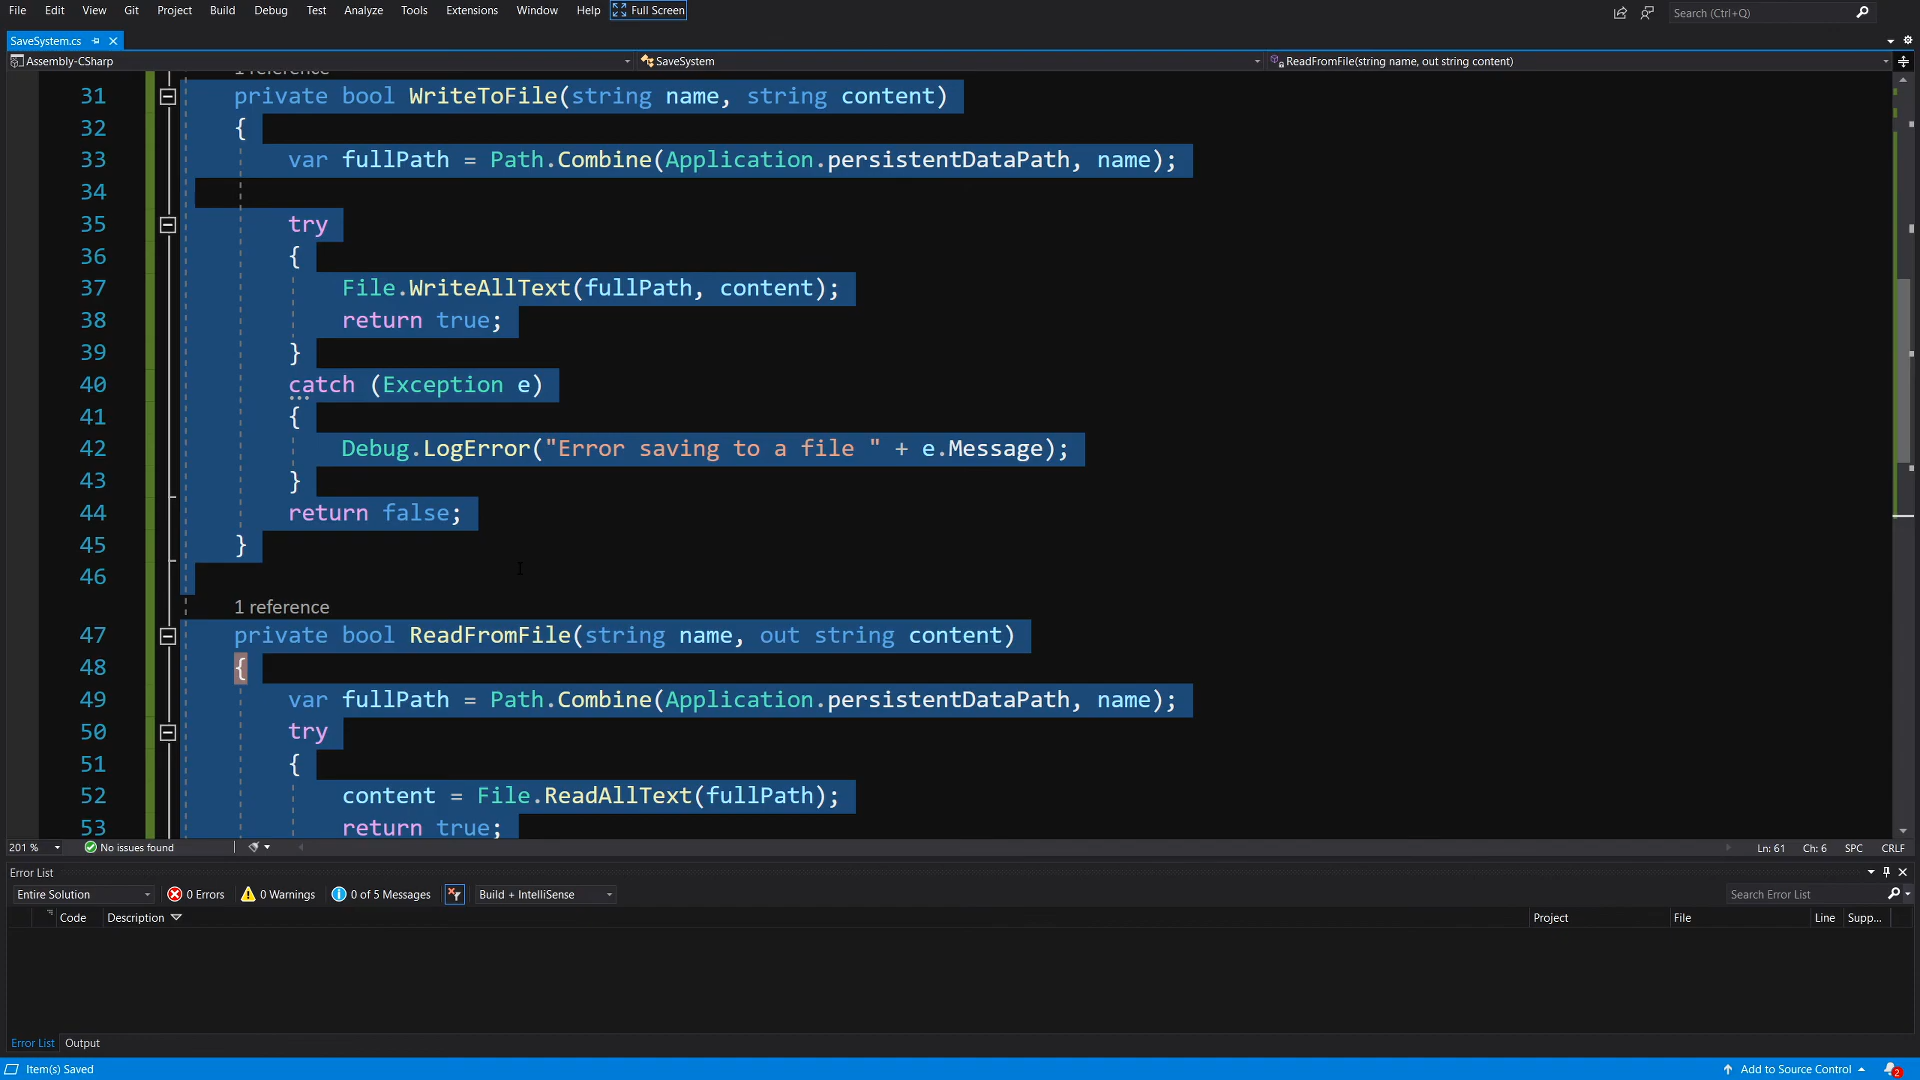 File Edit View Git Project Build Debug Test Analyze Tools Extensions Window Help Full Screen Search (Ctrl+Q)
SaveSystem.cs
Assembly-CSharp SaveSystem ReadFromFile(string name, out string content)
1 reference
31 private bool WriteToFile(string name, string content)
32 {
33 var fullPath = Path.Combine(Application.persistentDataPath, name);
34
35 try
36 {
37 File.WriteAllText(fullPath, content);
38 return true;
39 }
40 catch (Exception e)
41 {
42 Debug.LogError("Error saving to a file " + e.Message);
43 }
44 return false;
45 }
46
1 reference
47 private bool ReadFromFile(string name, out string content)
48 {
49 var fullPath = Path.Combine(Application.persistentDataPath, name);
50 try
51 {
52 content = File.ReadAllText(fullPath);
53 return true;
201 % No issues found Ln: 61 Ch: 6 SPC CRLF
Error List
Entire Solution 0 Errors 0 Warnings 0 of 5 Messages Build + IntelliSense Search Error List
Code Description Project File Line Supp...
Error List Output
Item(s) Saved Add to Source Control 2